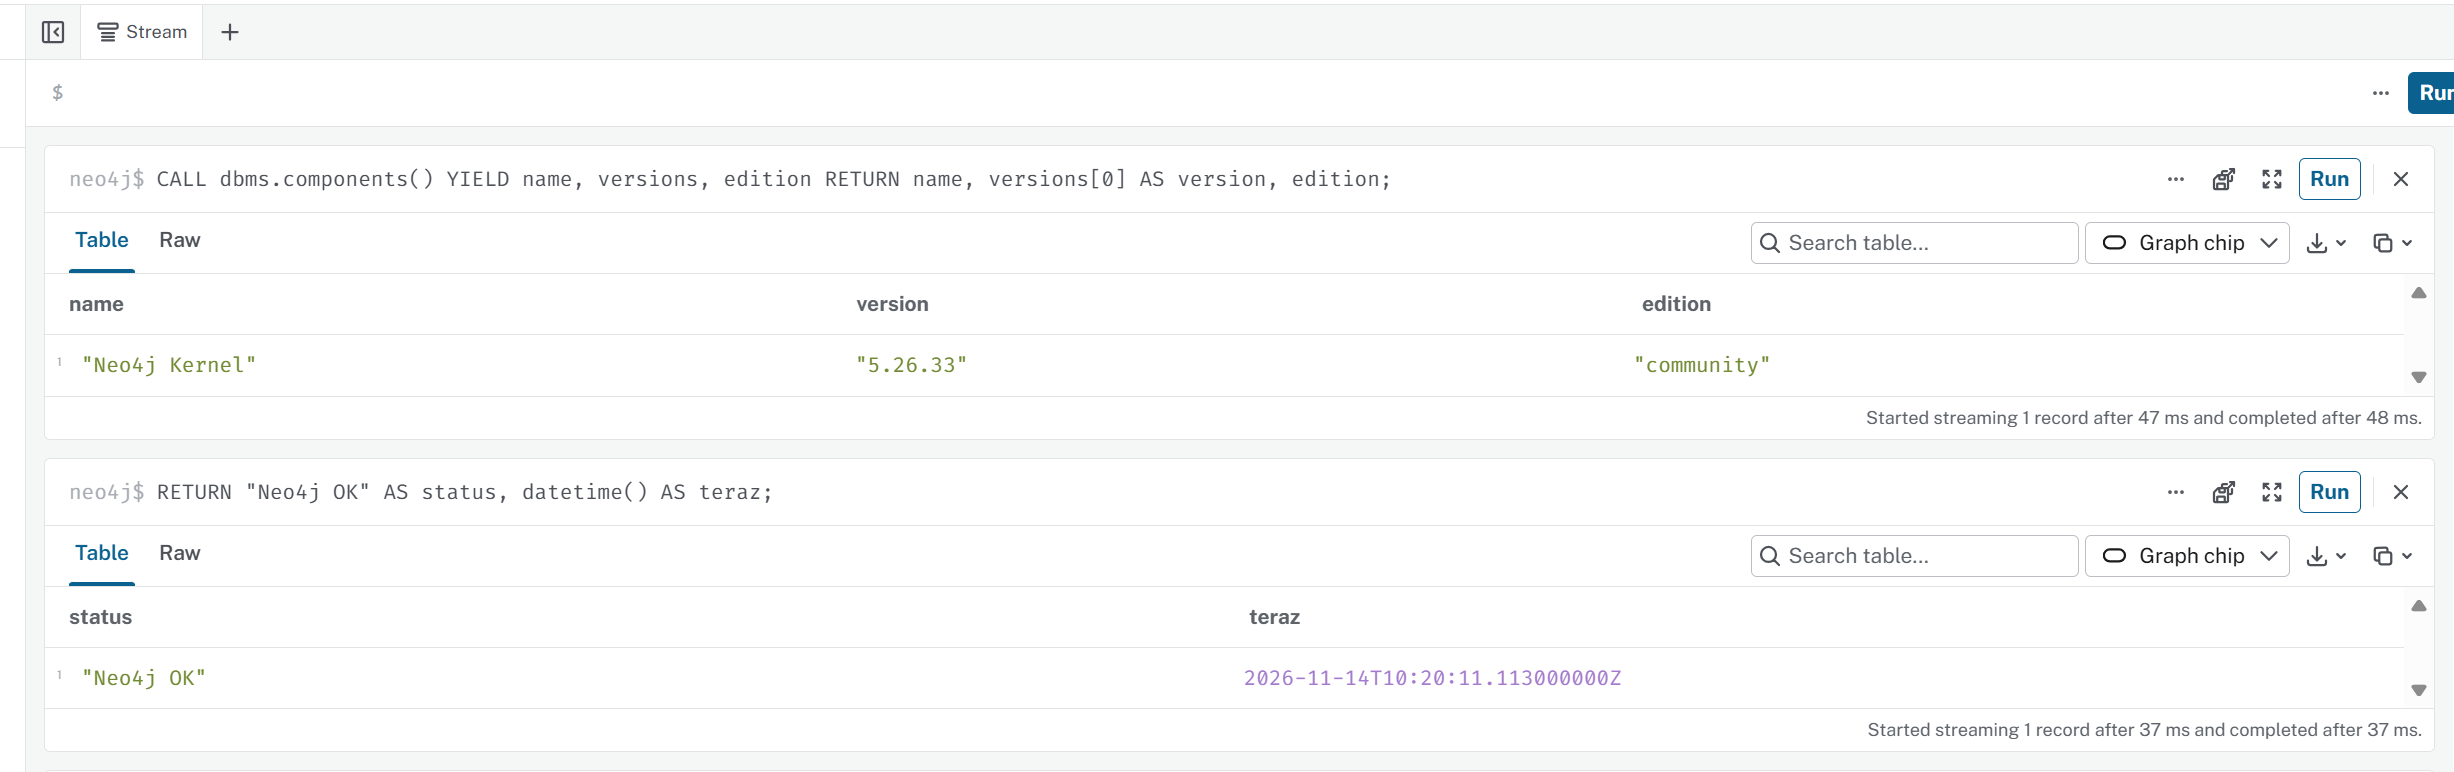 Stream
$
Run
neo4j$ CALL dbms.components() YIELD name, versions, edition RETURN name, versions[0] AS version, edition;
Run
Table Raw
Search table... Graph chip
name version edition
1 "Neo4j Kernel" "5.26.33" "community"
Started streaming 1 record after 47 ms and completed after 48 ms.
neo4j$ RETURN "Neo4j OK" AS status, datetime() AS teraz;
Run
Table Raw
Search table... Graph chip
status teraz
1 "Neo4j OK" 2026-11-14T10:20:11.113000000Z
Started streaming 1 record after 37 ms and completed after 37 ms.